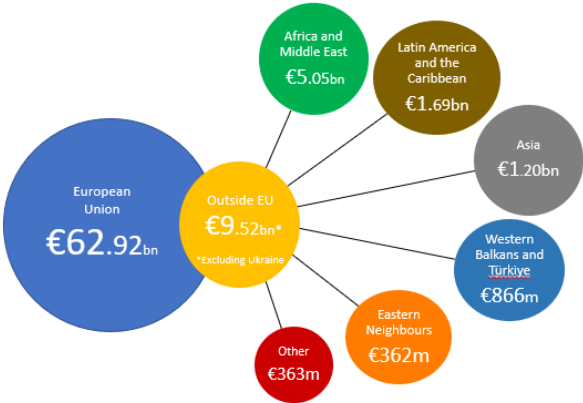 European
Union
€62.92bn
Outside EU
€9.52bn*
*Excluding Ukraine
Africa and
Middle East
€5.05bn
Latin America
and the
Caribbean
€1.69bn
Asia
€1.20bn
Western
Balkans and
Türkiye
€866m
Eastern
Neighbours
€362m
Other
€363m